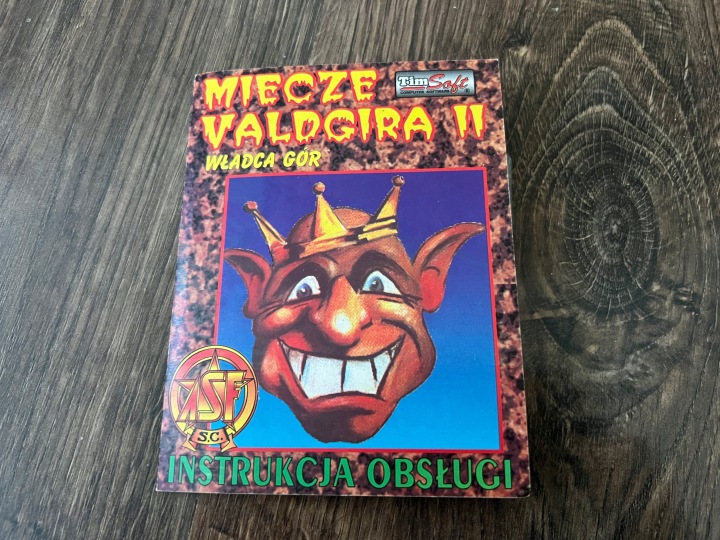 MIECZE
VALDGIRA II
WŁADCA GÓR
TimSoft
COMPUTER SOFTWARE
ASF
S.C.
INSTRUKCJA OBSŁUGI